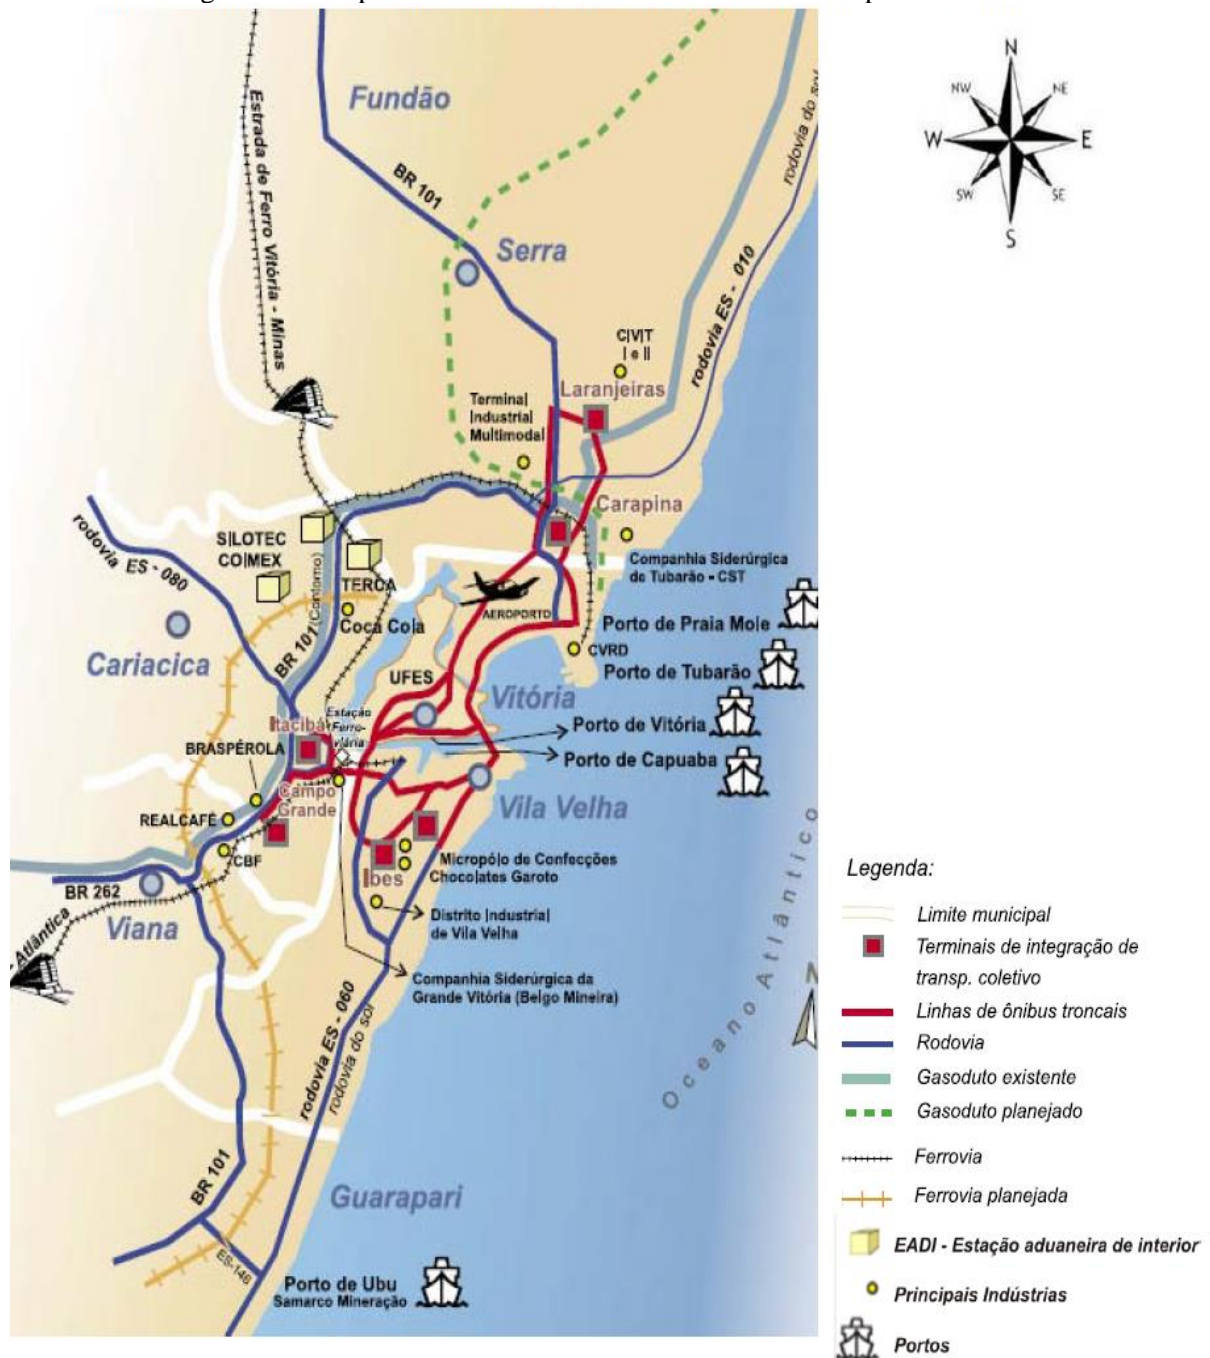 N
NW
NE
W
E
SW
SE
S
Fundão
Estrada de Ferro Vitória - Minas
BR 101
Serra
rodovia do sol
rodovia ES - 010
CIVIT
I e II
Laranjeiras
Terminal
Industrial
Multimodal
Carapina
rodovia ES - 080
SILOTEC
COIMEX
TERCA
Companhia Siderúrgica
de Tubarão - CST
AEROPORTO
Coca Cola
BR 101 (Contorno)
Porto de Praia Mole
CVRD
Porto de Tubarão
Cariacica
UFES
Vitória
Porto de Vitória
Itacibá
Estação
Ferro-
viária
BRASPÉROLA
Porto de Capuaba
Campo
Grande
Vila Velha
REALCAFÉ
CBF
Micropólo de Confecções
Chocolates Garoto
Ibes
BR 262
Viana
Distrito Industrial
de Vila Velha
- Atlântica
Companhia Siderúrgica da
Grande Vitória (Belgo Mineira)
rodovia ES - 060
rodovia do sol
Oceano Atlântico
BR 101
Guarapari
ES-146
Porto de Ubu
Samarco Mineração
Legenda:
Limite municipal
Terminais de integração de
transp. coletivo
Linhas de ônibus troncais
Rodovia
Gasoduto existente
Gasoduto planejado
Ferrovia
Ferrovia planejada
EADI - Estação aduaneira de interior
Principais Indústrias
Portos